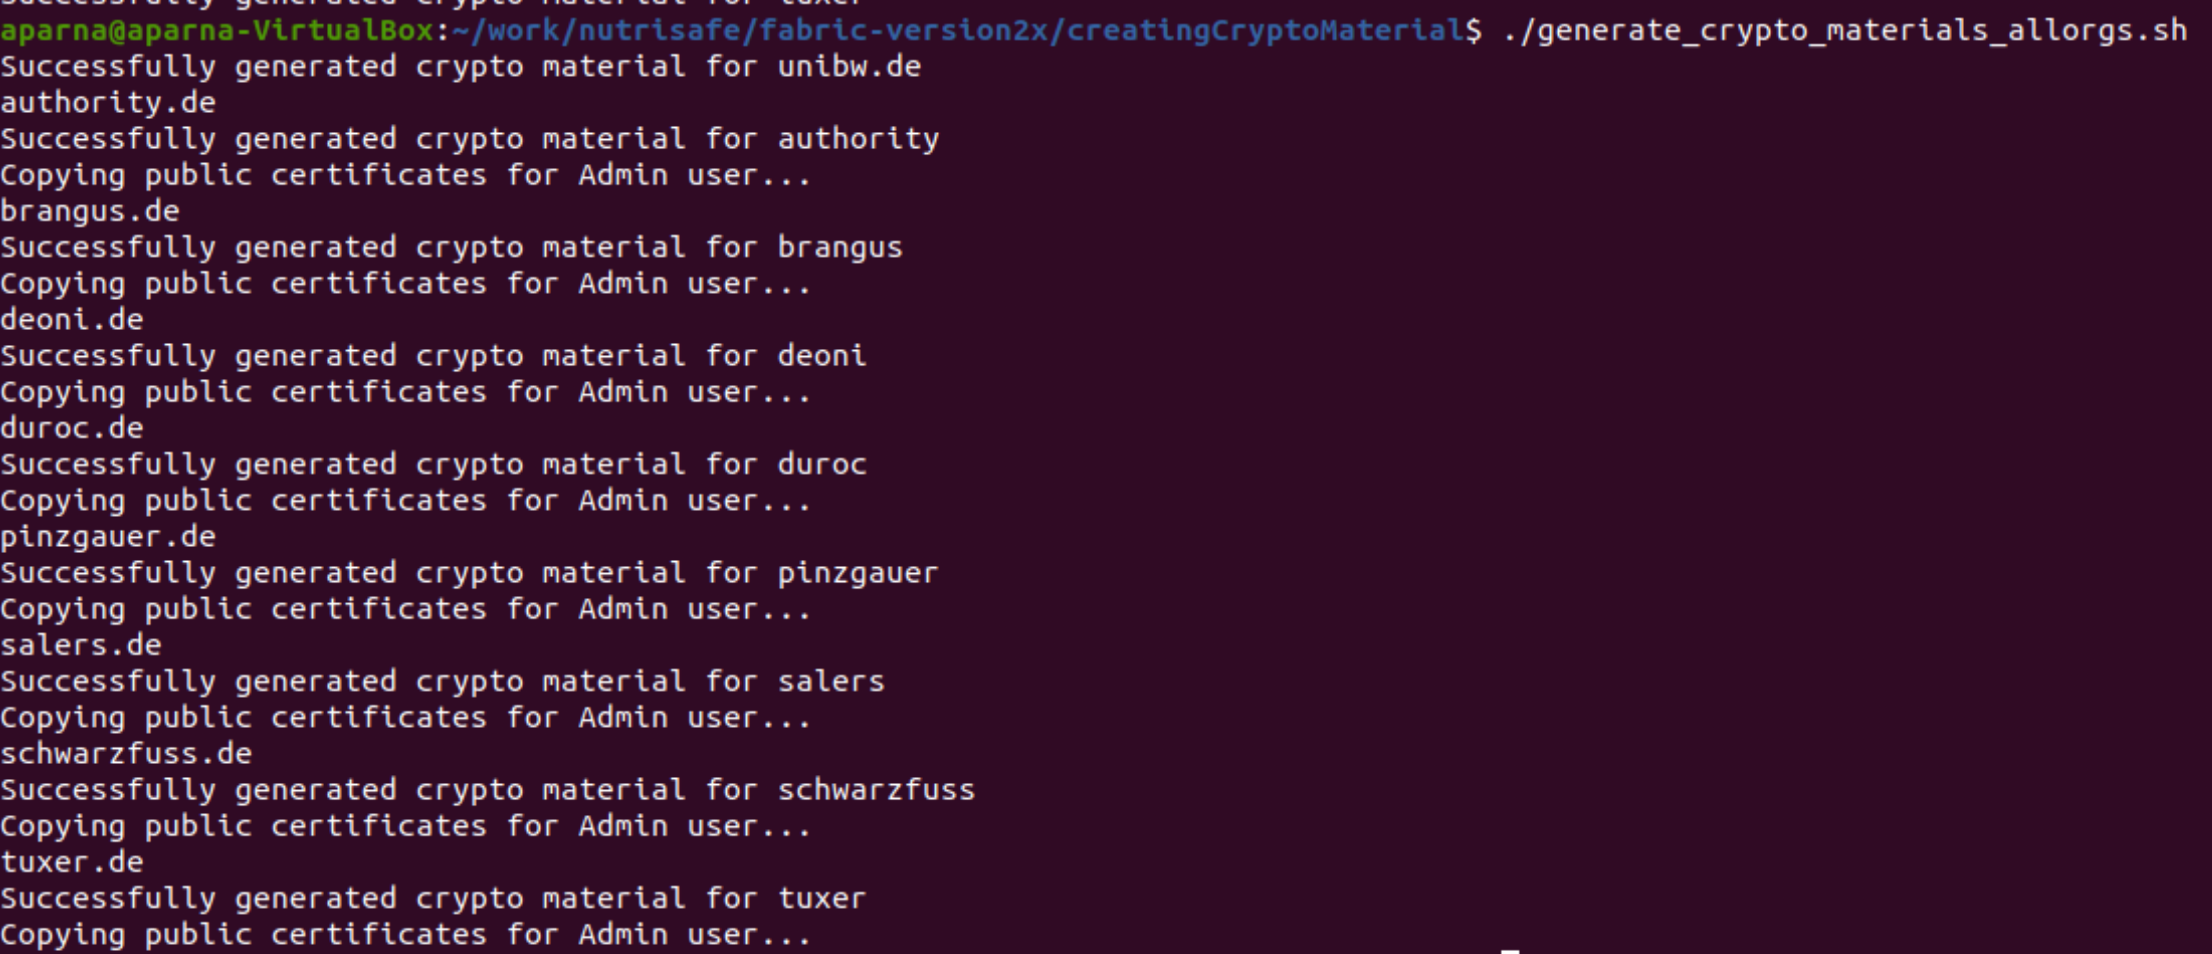 Successfully generated crypto material for tuxer
aparna@aparna-VirtualBox:~/work/nutrisafe/fabric-version2x/creatingCryptoMaterial$ ./generate_crypto_materials_allorgs.sh
Successfully generated crypto material for unibw.de
authority.de
Successfully generated crypto material for authority
Copying public certificates for Admin user...
brangus.de
Successfully generated crypto material for brangus
Copying public certificates for Admin user...
deoni.de
Successfully generated crypto material for deoni
Copying public certificates for Admin user...
duroc.de
Successfully generated crypto material for duroc
Copying public certificates for Admin user...
pinzgauer.de
Successfully generated crypto material for pinzgauer
Copying public certificates for Admin user...
salers.de
Successfully generated crypto material for salers
Copying public certificates for Admin user...
schwarzfuss.de
Successfully generated crypto material for schwarzfuss
Copying public certificates for Admin user...
tuxer.de
Successfully generated crypto material for tuxer
Copying public certificates for Admin user...